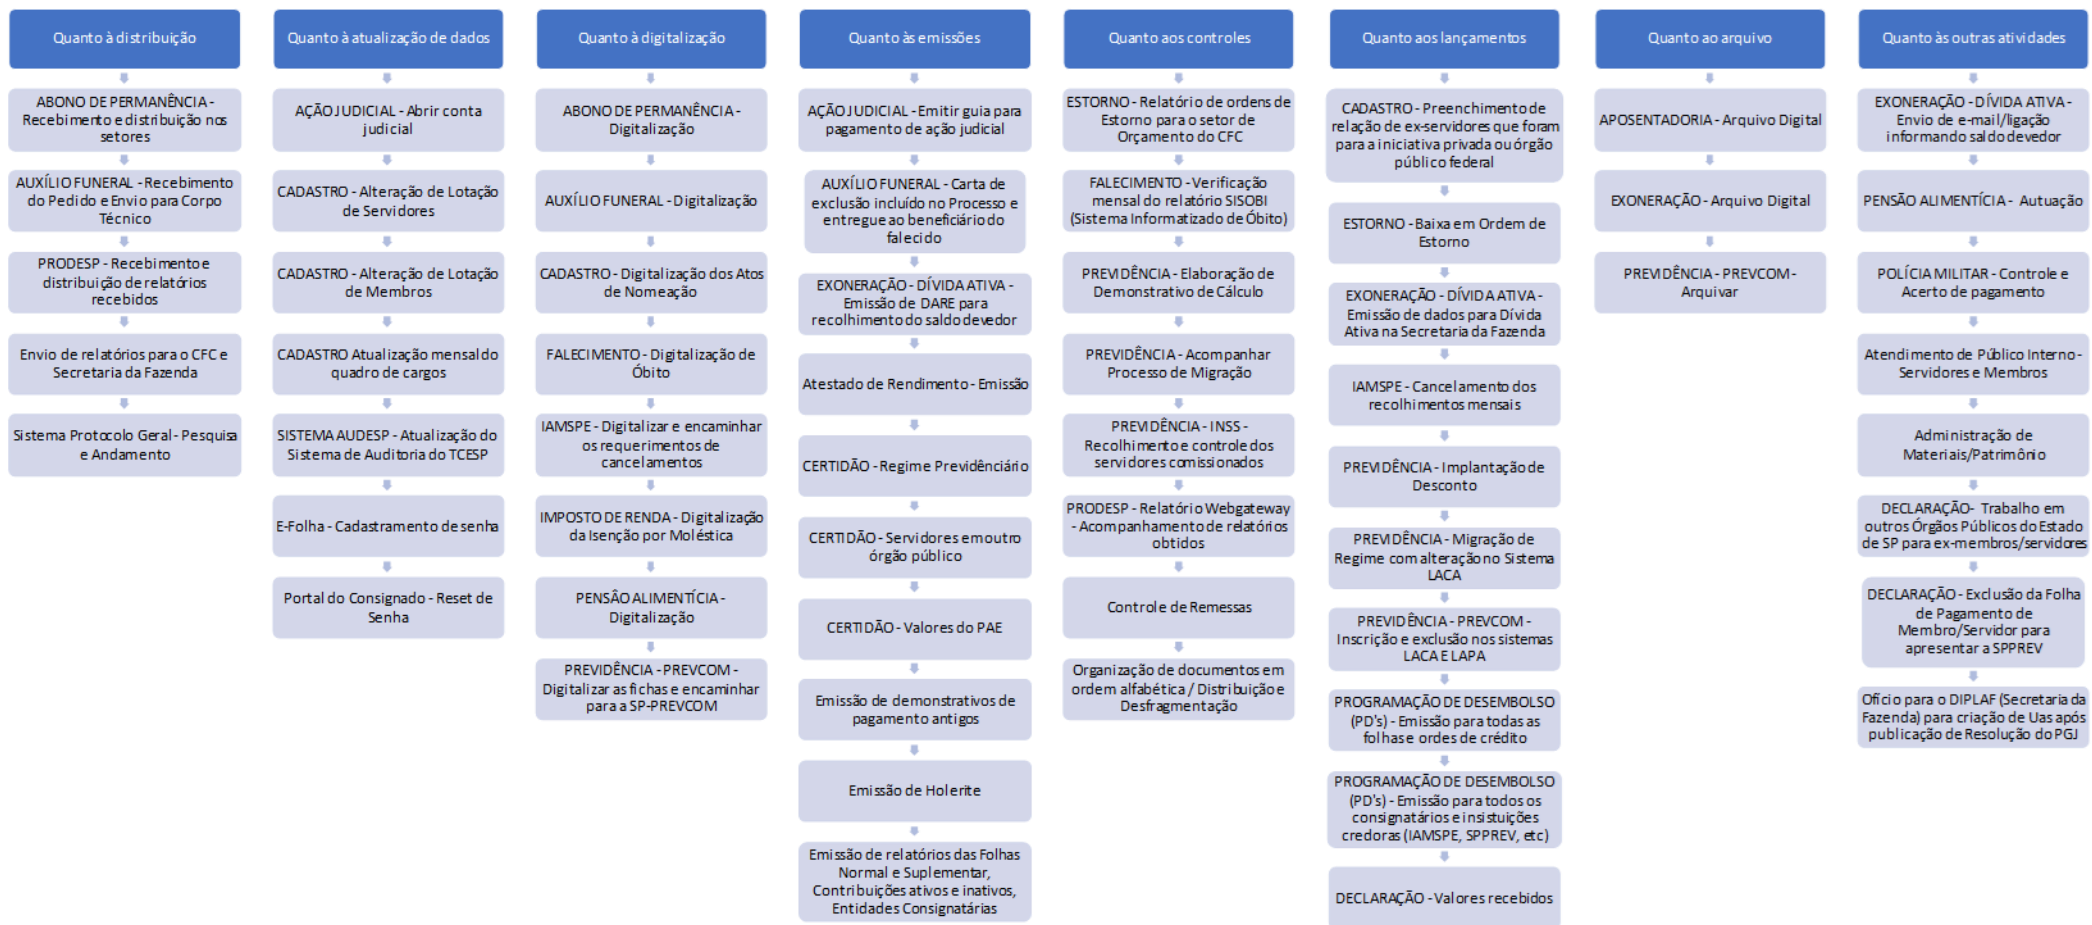 Quanto à distribuição
ABONO DE PERMANÊNCIA -
Recebimento e distribuição nos
setores
AUXÍLIO FUNERAL - Recebimento
do Pedido e Envio para Corpo
Técnico
PRODESP - Recebimento e
distribuição de relatórios
recebidos
Envio de relatórios para o CFC e
Secretaria da Fazenda
Sistema Protocolo Geral - Pesquisa
e Andamento
Quanto à atualização de dados
AÇÃO JUDICIAL - Abrir conta
judicial
CADASTRO - Alteração de Lotação
de Servidores
CADASTRO - Alteração de Lotação
de Membros
CADASTRO Atualização mensal do
quadro de cargos
SISTEMA AUDESP - Atualização do
Sistema de Auditoria do TCESP
E-Folha - Cadastramento de senha
Portal do Consignado - Reset de
Senha
Quanto à digitalização
ABONO DE PERMANÊNCIA -
Digitalização
AUXÍLIO FUNERAL - Digitalização
CADASTRO - Digitalização dos Atos
de Nomeação
FALECIMENTO - Digitalização de
Óbito
IAMSPE - Digitalizar e encaminhar
os requerimentos de
cancelamentos
IMPOSTO DE RENDA - Digitalização
da Isenção por Moléstica
PENSÂO ALIMENTÍCIA -
Digitalização
PREVIDÊNCIA - PREVCOM -
Digitalizar as fichas e encaminhar
para a SP-PREVCOM
Quanto às emissões
AÇÃO JUDICIAL - Emitir guia para
pagamento de ação judicial
AUXÍLIO FUNERAL - Carta de
exclusão incluído no Processo e
entregue ao beneficiário do
falecido
EXONERAÇÃO - DÍVIDA ATIVA -
Emissão de DARE para
recolhimento do saldo devedor
Atestado de Rendimento - Emissão
CERTIDÃO - Regime Previdênciário
CERTIDÃO - Servidores em outro
órgão público
CERTIDÃO - Valores do PAE
Emissão de demonstrativos de
pagamento antigos
Emissão de Holerite
Emissão de relatórios das Folhas
Normal e Suplementar,
Contribuições ativos e inativos,
Entidades Consignatárias
Quanto aos controles
ESTORNO - Relatório de ordens de
Estorno para o setor de
Orçamento do CFC
FALECIMENTO - Verificação
mensal do relatório SISOBI
(Sistema Informatizado de Óbito)
PREVIDÊNCIA - Elaboração de
Demonstrativo de Cálculo
PREVIDÊNCIA - Acompanhar
Processo de Migração
PREVIDÊNCIA - INSS -
Recolhimento e controle dos
servidores comissionados
PRODESP - Relatório Webgateway
- Acompanhamento de relatórios
obtidos
Controle de Remessas
Organização de documentos em
ordem alfabética / Distribuição e
Desfragmentação
Quanto aos lançamentos
CADASTRO - Preenchimento de
relação de ex-servidores que foram
para a iniciativa privada ou órgão
público federal
ESTORNO - Baixa em Ordem de
Estorno
EXONERAÇÃO - DÍVIDA ATIVA -
Emissão de dados para Dívida
Ativa na Secretaria da Fazenda
IAMSPE - Cancelamento dos
recolhimentos mensais
PREVIDÊNCIA - Implantação de
Desconto
PREVIDÊNCIA - Migração de
Regime com alteração no Sistema
LACA
PREVIDÊNCIA - PREVCOM -
Inscrição e exclusão nos sistemas
LACA E LAPA
PROGRAMAÇÃO DE DESEMBOLSO
(PD's) - Emissão para todas as
folhas e ordes de crédito
PROGRAMAÇÃO DE DESEMBOLSO
(PD's) - Emissão para todos os
consignatários e insistuições
credoras (IAMSPE, SPPREV, etc)
DECLARAÇÃO - Valores recebidos
Quanto ao arquivo
APOSENTADORIA - Arquivo Digital
EXONERAÇÃO - Arquivo Digital
PREVIDÊNCIA - PREVCOM -
Arquivar
Quanto às outras atividades
EXONERAÇÃO - DÍVIDA ATIVA -
Envio de e-mail/ligação
informando saldo devedor
PENSÃO ALIMENTÍCIA - Autuação
POLÍCIA MILITAR - Controle e
Acerto de pagamento
Atendimento de Público Interno -
Servidores e Membros
Administração de
Materiais/Patrimônio
DECLARAÇÃO- Trabalho em
outros Órgãos Públicos do Estado
de SP para ex-membros/servidores
DECLARAÇÃO - Exclusão da Folha
de Pagamento de
Membro/Servidor para
apresentar a SPPREV
Ofício para o DIPLAF (Secretaria da
Fazenda) para criação de Uas após
publicação de Resolução do PGJ